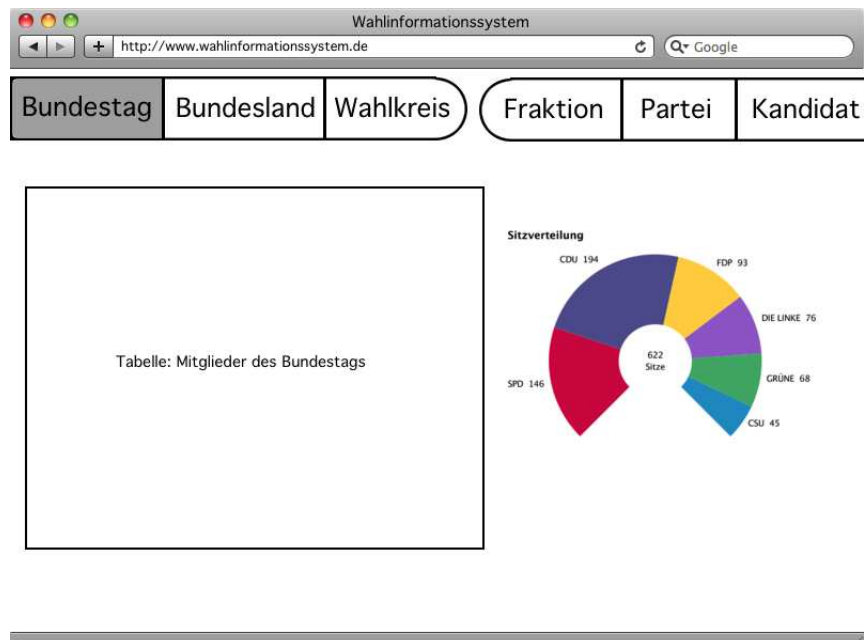 Wahlinformationssystem
http://www.wahlinformationssystem.de
Google
Bundestag Bundesland Wahlkreis Fraktion Partei Kandidat
Tabelle: Mitglieder des Bundestags
Sitzverteilung
CDU 194
FDP 93
DIE LINKE 76
622
Sitze
GRÜNE 68
SPD 146
CSU 45